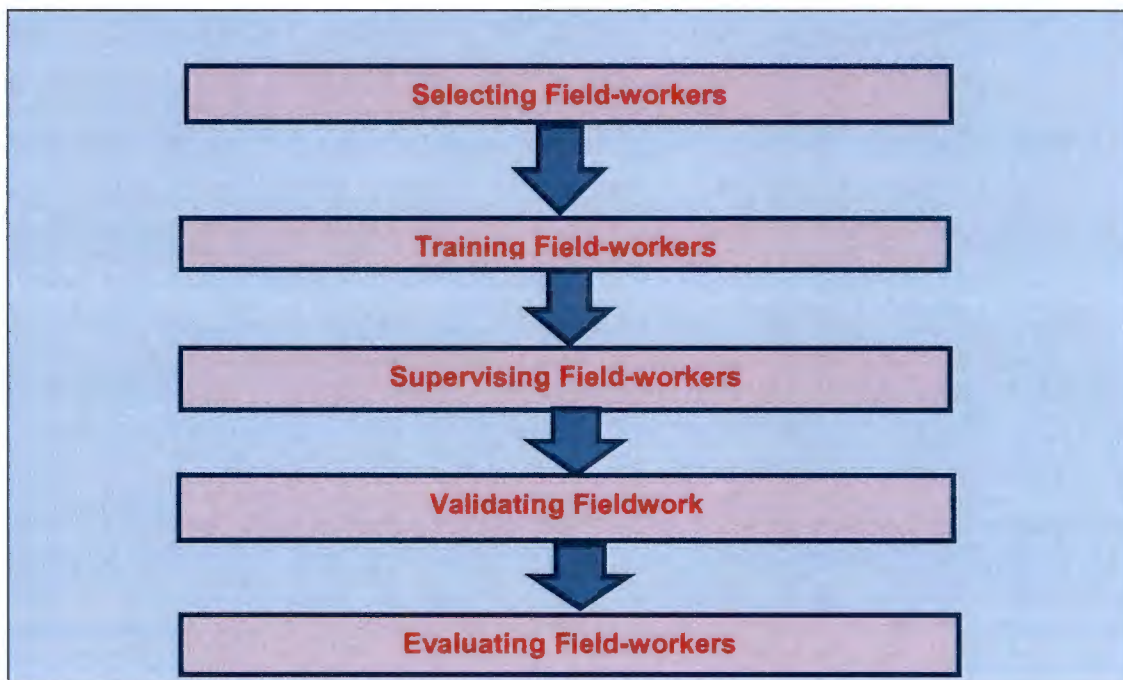 Selecting Field-workers
Training Field-workers
Supervising Field-workers
Validating Fieldwork
Evaluating Field-workers